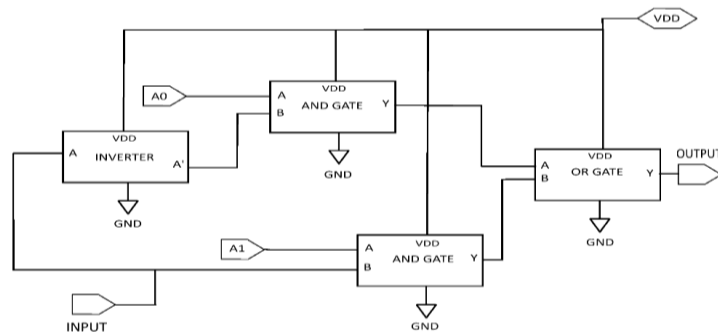 VDD
A0
A
VDD
AND GATE
Y
B
GND
A
VDD
INVERTER
A'
GND
A
VDD
OR GATE
Y
B
OUTPUT
GND
A1
A
VDD
AND GATE
Y
B
GND
INPUT